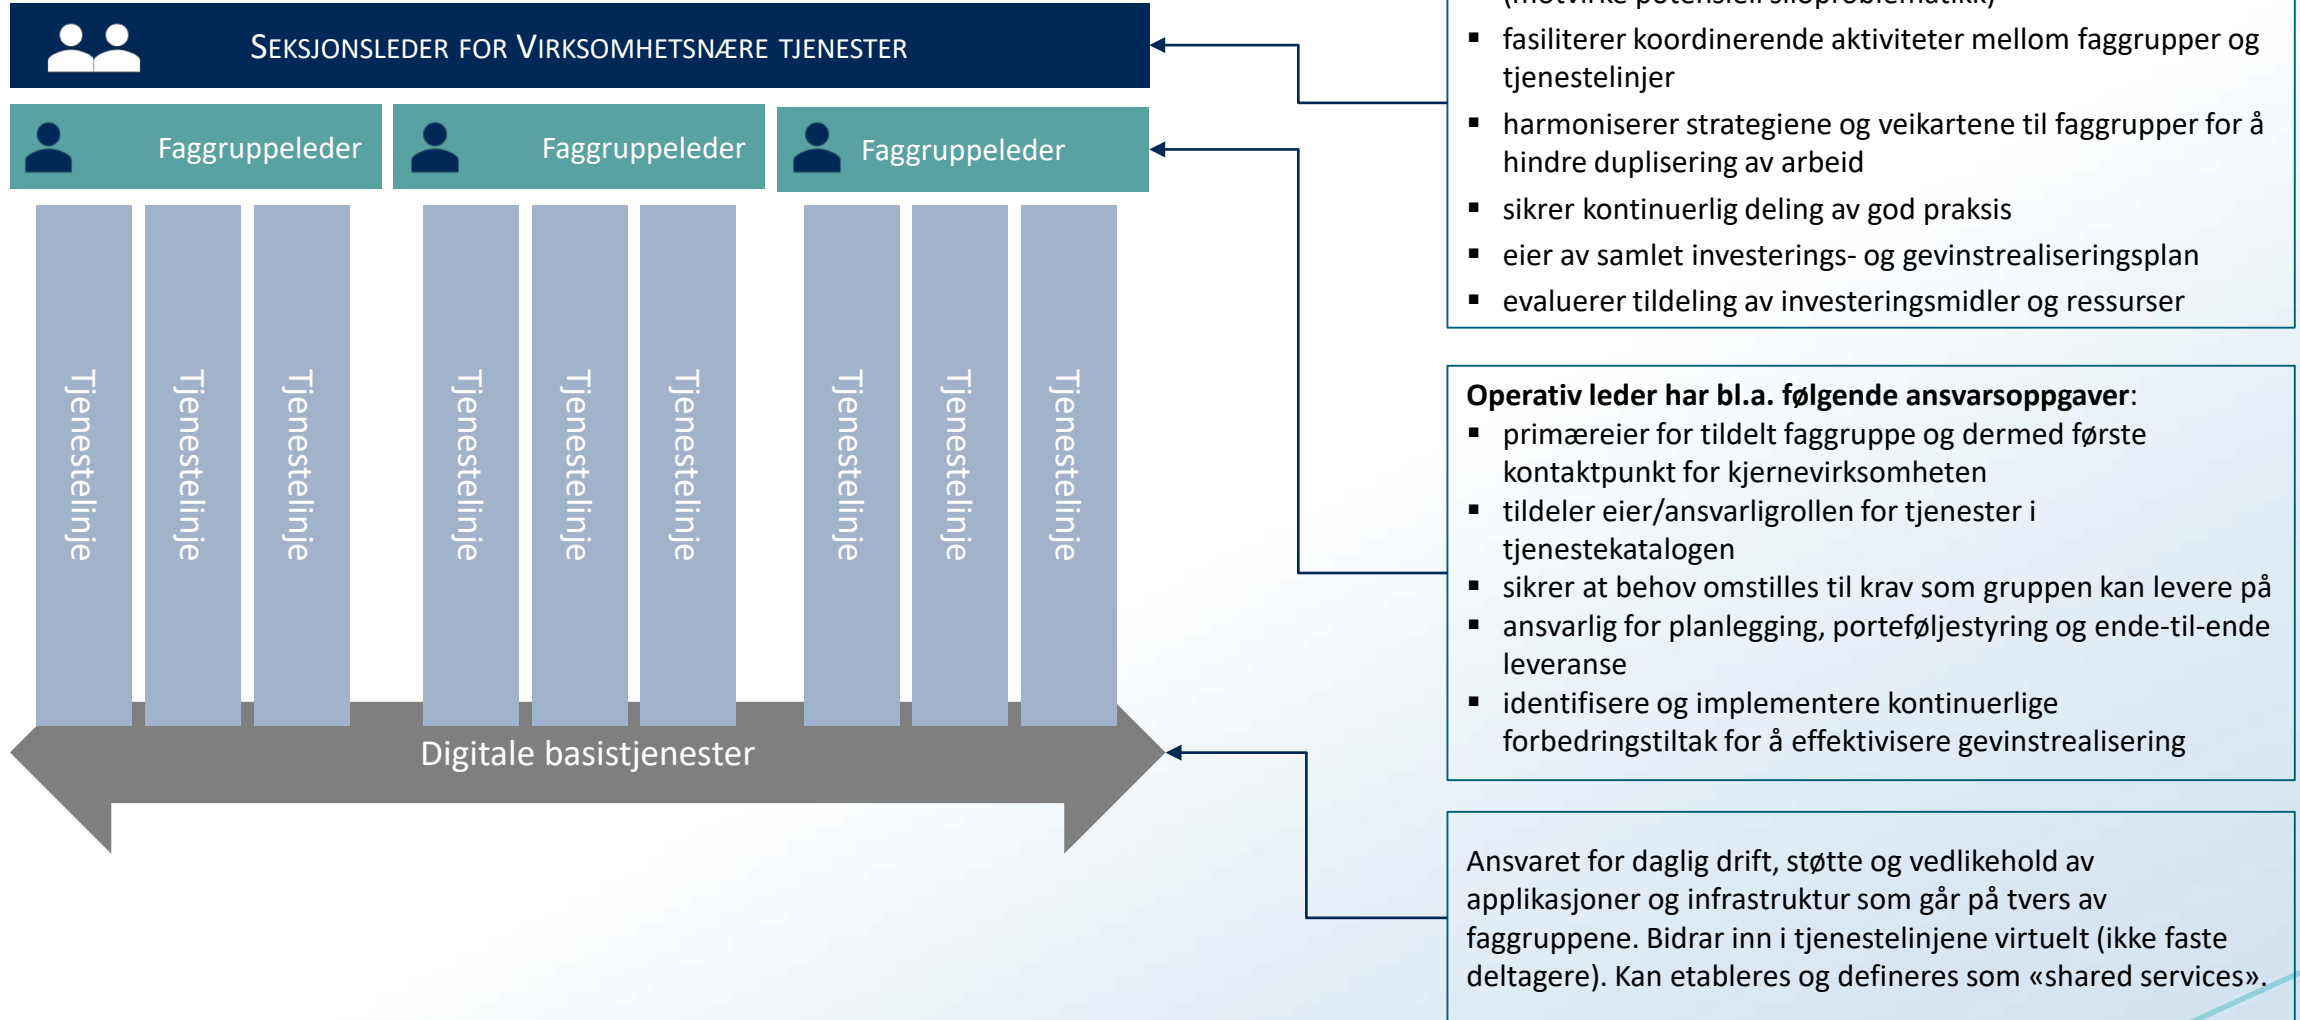 SEKSJONSLEDER FOR VIRKSOMHETSNÆRE TJENESTER
Faggruppeleder
Faggruppeleder
Faggruppeleder
Tjenestelinje
Tjenestelinje
Tjenestelinje
Tjenestelinje
Tjenestelinje
Tjenestelinje
Tjenestelinje
Tjenestelinje
Tjenestelinje
Digitale basistjenester
(motvirke potensiell siloproblematikk)
▪ fasiliterer koordinerende aktiviteter mellom faggrupper og
tjenestelinjer
▪ harmoniserer strategiene og veikartene til faggrupper for å
hindre duplisering av arbeid
▪ sikrer kontinuerlig deling av god praksis
▪ eier av samlet investerings- og gevinstrealiseringsplan
▪ evaluerer tildeling av investeringsmidler og ressurser
Operativ leder har bl.a. følgende ansvarsoppgaver:
▪ primæreier for tildelt faggruppe og dermed første
kontaktpunkt for kjernevirksomheten
▪ tildeler eier/ansvarligrollen for tjenester i
tjenestekatalogen
▪ sikrer at behov omstilles til krav som gruppen kan levere på
▪ ansvarlig for planlegging, porteføljestyring og ende-til-ende
leveranse
▪ identifisere og implementere kontinuerlige
forbedringstiltak for å effektivisere gevinstrealisering
Ansvaret for daglig drift, støtte og vedlikehold av
applikasjoner og infrastruktur som går på tvers av
faggruppene. Bidrar inn i tjenestelinjene virtuelt (ikke faste
deltagere). Kan etableres og defineres som «shared services».